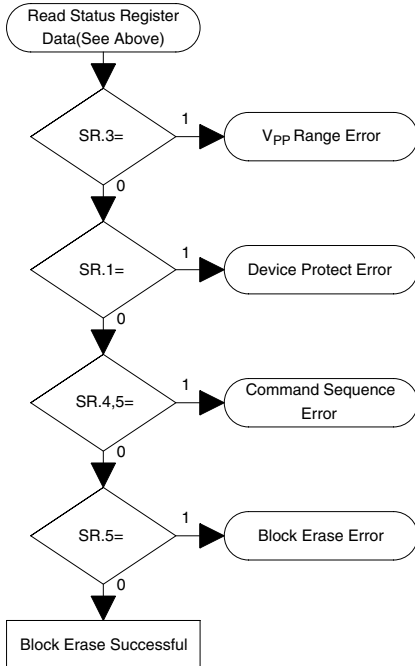 Read Status Register
Data(See Above)
SR.3=
1
VPP Range Error
0
SR.1=
1
Device Protect Error
0
SR.4,5=
1
Command Sequence
Error
0
SR.5=
1
Block Erase Error
0
Block Erase Successful